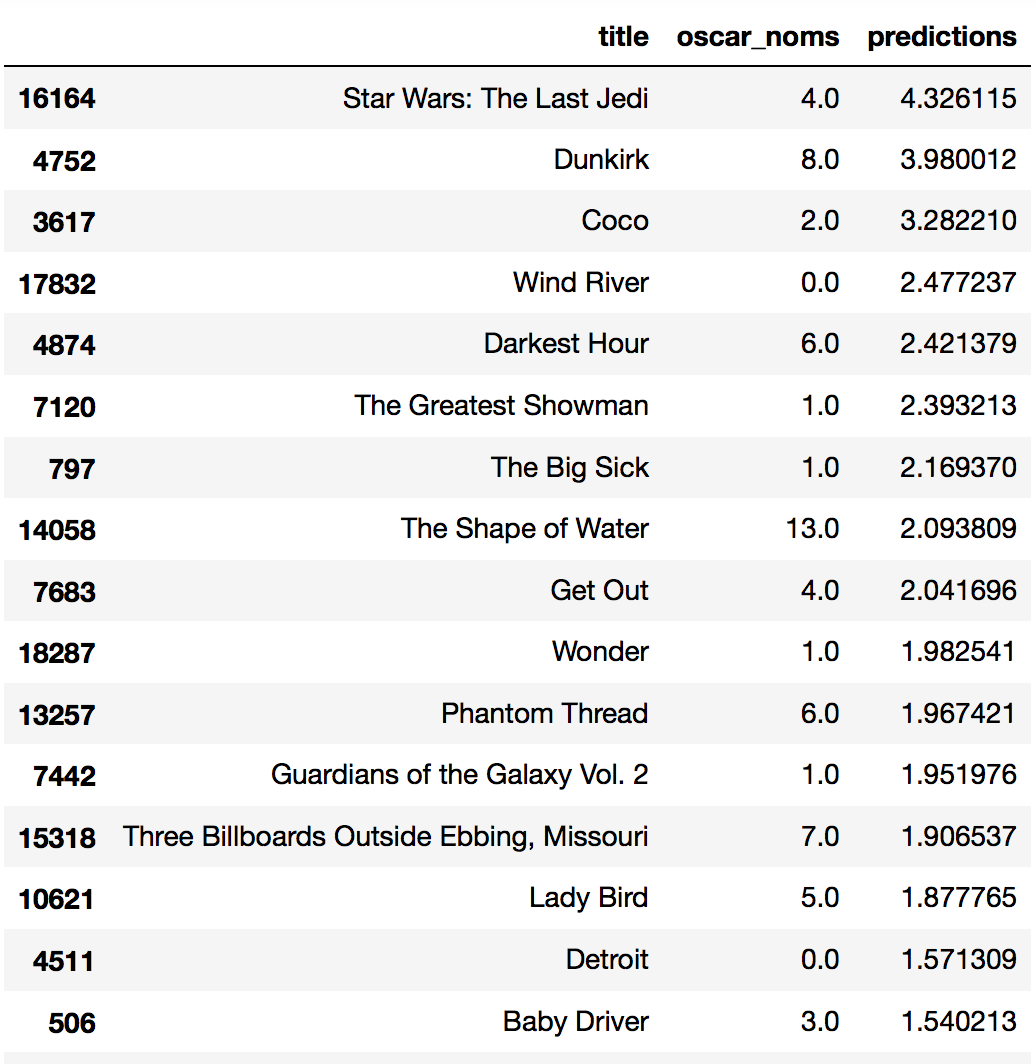 title oscar_noms predictions
16164 Star Wars: The Last Jedi 4.0 4.326115
4752 Dunkirk 8.0 3.980012
3617 Coco 2.0 3.282210
17832 Wind River 0.0 2.477237
4874 Darkest Hour 6.0 2.421379
7120 The Greatest Showman 1.0 2.393213
797 The Big Sick 1.0 2.169370
14058 The Shape of Water 13.0 2.093809
7683 Get Out 4.0 2.041696
18287 Wonder 1.0 1.982541
13257 Phantom Thread 6.0 1.967421
7442 Guardians of the Galaxy Vol. 2 1.0 1.951976
15318 Three Billboards Outside Ebbing, Missouri 7.0 1.906537
10621 Lady Bird 5.0 1.877765
4511 Detroit 0.0 1.571309
506 Baby Driver 3.0 1.540213